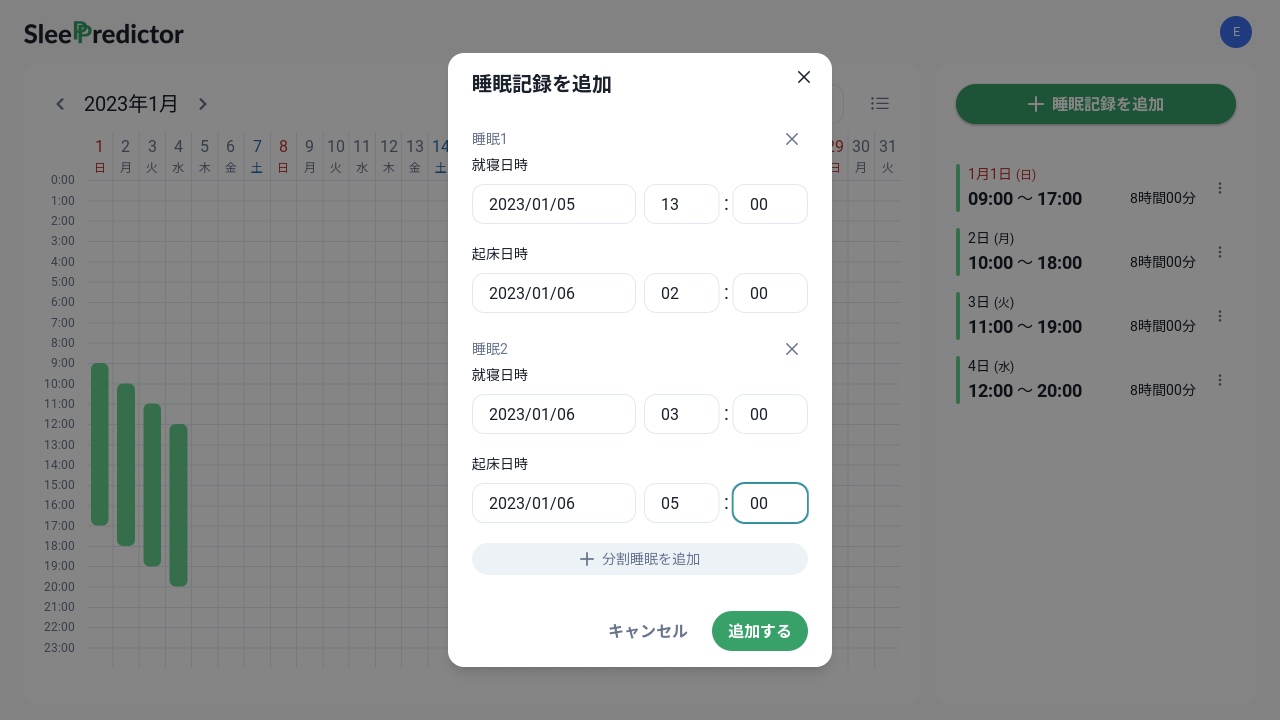 SleePredictor
E
2023年1月
1 2 3 4 5 6 7 8 9 10 11 12 13 14 29 30 31
日 月 火 水 木 金 土 日 月 火 水 木 金 土 日 月 火
0:00
1:00
2:00
3:00
4:00
5:00
6:00
7:00
8:00
9:00
10:00
11:00
12:00
13:00
14:00
15:00
16:00
17:00
18:00
19:00
20:00
21:00
22:00
23:00
睡眠記録を追加
睡眠1
就寝日時
2023/01/05 13 : 00
起床日時
2023/01/06 02 : 00
睡眠2
就寝日時
2023/01/06 03 : 00
起床日時
2023/01/06 05 : 00
分割睡眠を追加
キャンセル 追加する
睡眠記録を追加
1月1日 (日)
09:00 〜 17:00 8時間00分
2日 (月)
10:00 〜 18:00 8時間00分
3日 (火)
11:00 〜 19:00 8時間00分
4日 (水)
12:00 〜 20:00 8時間00分